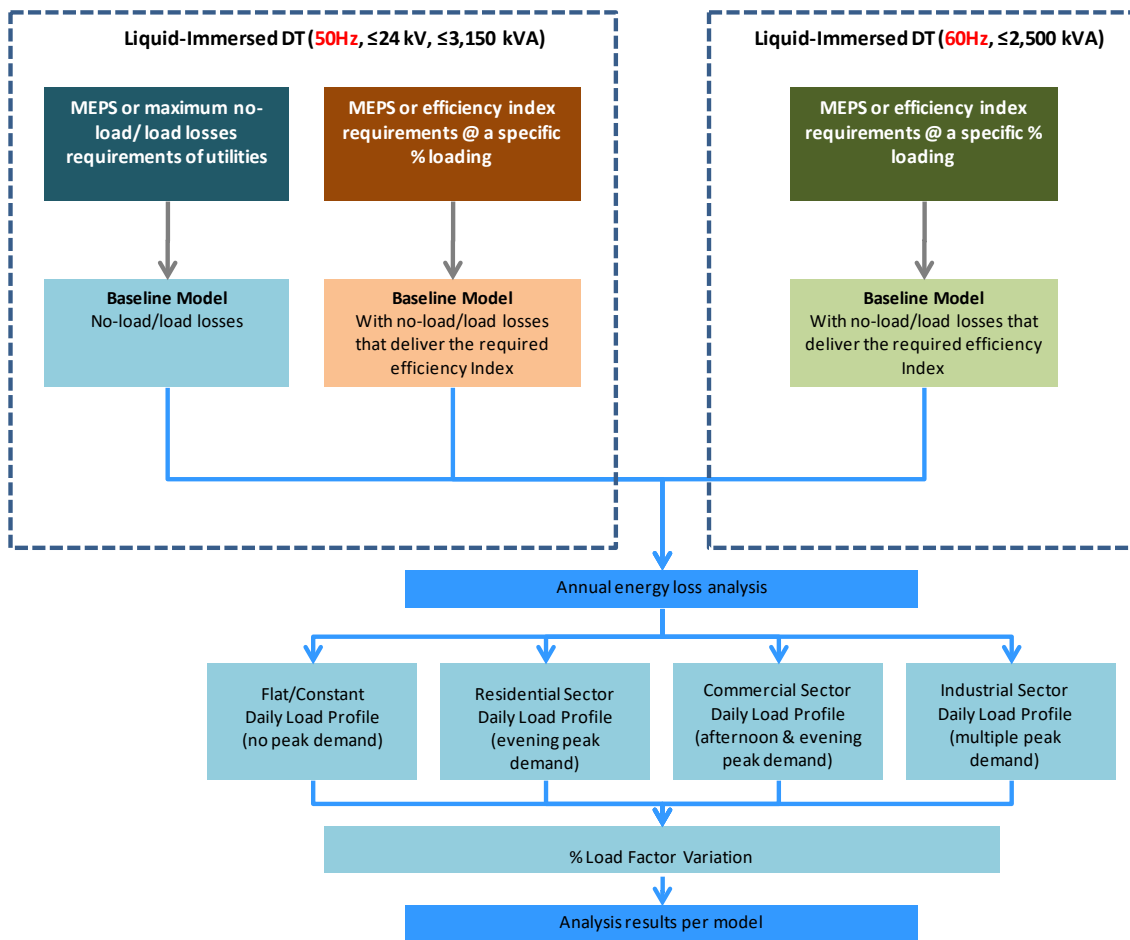 Liquid-Immersed DT (50Hz, ≤24 kV, ≤3,150 kVA)
Liquid-Immersed DT (60Hz, ≤2,500 kVA)
MEPS or maximum no-
load/ load losses
requirements of utilities
MEPS or efficiency index
requirements @ a specific
% loading
MEPS or efficiency index
requirements @ a specific %
loading
Baseline Model
No-load/load losses
Baseline Model
With no-load/load losses
that deliver the required
efficiency Index
Baseline Model
With no-load/load losses that
deliver the required efficiency
Index
Annual energy loss analysis
Flat/Constant
Daily Load Profile
(no peak demand)
Residential Sector
Daily Load Profile
(evening peak
demand)
Commercial Sector
Daily Load Profile
(afternoon & evening
peak demand)
Industrial Sector
Daily Load Profile
(multiple peak
demand)
% Load Factor Variation
Analysis results per model